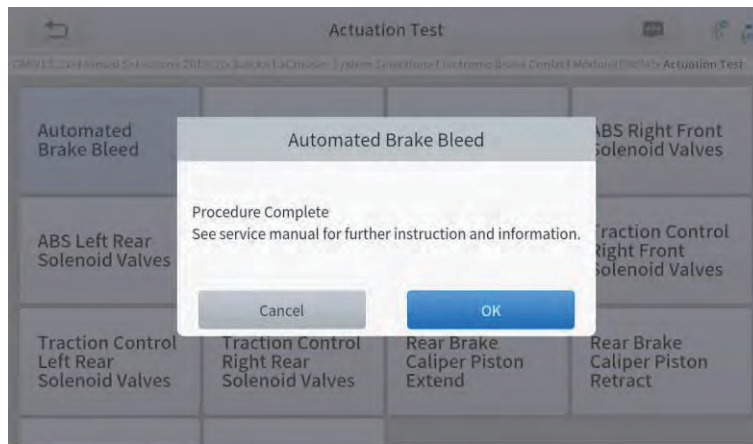 Actuation Test
Actuation Test
Automated
Brake Bleed
ABS Right Front
Solenoid Valves
ABS Left Rear
Solenoid Valves
Traction Control
Right Front
Solenoid Valves
Automated Brake Bleed
Procedure Complete
See service manual for further instruction and information.
Cancel
OK
Traction Control
Left Rear
Solenoid Valves
Traction Control
Right Rear
Solenoid Valves
Rear Brake
Caliper Piston
Extend
Rear Brake
Caliper Piston
Retract